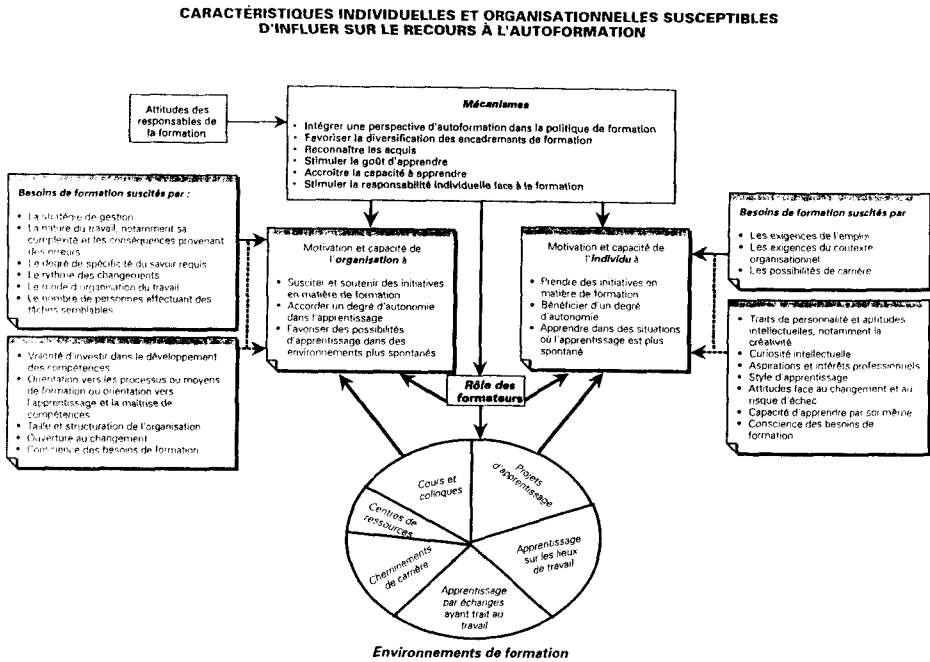 CARACTÉRISTIQUES INDIVIDUELLES ET ORGANISATIONNELLES SUSCEPTIBLES
D'INFLUER SUR LE RECOURS À L'AUTOFORMATION
Attitudes des
responsables de
la formation
Mécanismes
• Intégrer une perspective d'autoformation dans la politique de formation
• Favoriser la diversification des encadrements de formation
• Reconnaître les acquis
• Stimuler le goût d'apprendre
• Accroître la capacité à apprendre
• Stimuler la responsabilité individuelle face à la formation
Besoins de formation suscités par :
• La stratégie de gestion
• La nature du travail, notamment sa
complexité et les conséquences provenant
des erreurs
• Le degré de spécificité du savoir requis
• Le rythme des changements
• Le mode d'organisation du travail
• Le nombre de personnes effectuant des
tâches semblables
• Volonté d'investir dans le développement
des compétences
• Orientation vers les processus ou moyens
de formation ou orientation vers
l'apprentissage et la maîtrise de
compétences
• Taille et structuration de l'organisation
• Ouverture au changement
• Conscience des besoins de formation
Motivation et capacité de
l'organisation à
• Susciter et soutenir des initiatives
en matière de formation
• Accorder un degré d'autonomie
dans l'apprentissage
• Favoriser des possibilités
d'apprentissage dans des
environnements plus spontanés
Motivation et capacité de
l'individu à
• Prendre des initiatives en
matière de formation
• Bénéficier d'un degré
d'autonomie
• Apprendre dans des situations
où l'apprentissage est plus
spontané
Besoins de formation suscités par
• Les exigences de l'emploi
• Les exigences du contexte
organisationnel
• Les possibilités de carrière
• Traits de personnalité et aptitudes
intellectuelles, notamment la
créativité
• Curiosité intellectuelle
• Aspirations et intérêts professionnels
• Style d'apprentissage
• Attitudes face au changement et au
risque d'échec
• Capacité d'apprendre par soi même
• Conscience des besoins de
formation
Rôle des
formateurs
Cours et
colloques
Projets
d'apprentissage
Centres de
ressources
Apprentissage
sur les lieux
de travail
Cheminements
de carrière
Apprentissage
par échanges
ayant trait au
travail
Environnements de formation